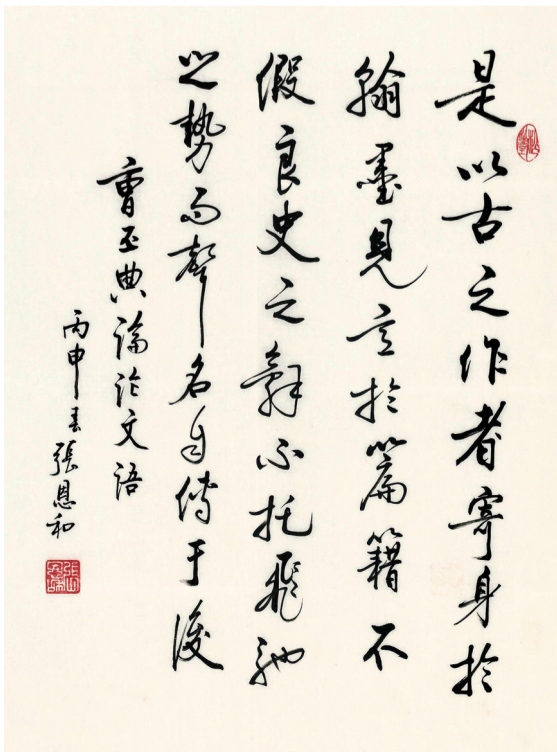 是以古之作者寄身於
翰墨見意於篇籍不
假良史之辭不托飛馳
之勢而聲名自傳于後
曹丕典論論文語
丙申春張恩和